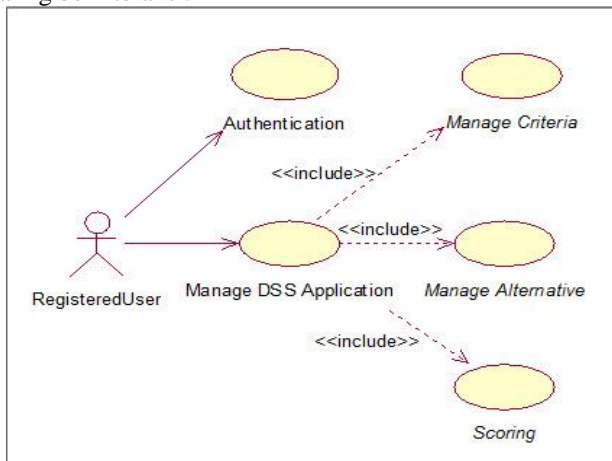 Authentication
Manage Criteria
<<include>>
<<include>>
RegisteredUser
Manage DSS Application
Manage Alternative
<<include>>
Scoring